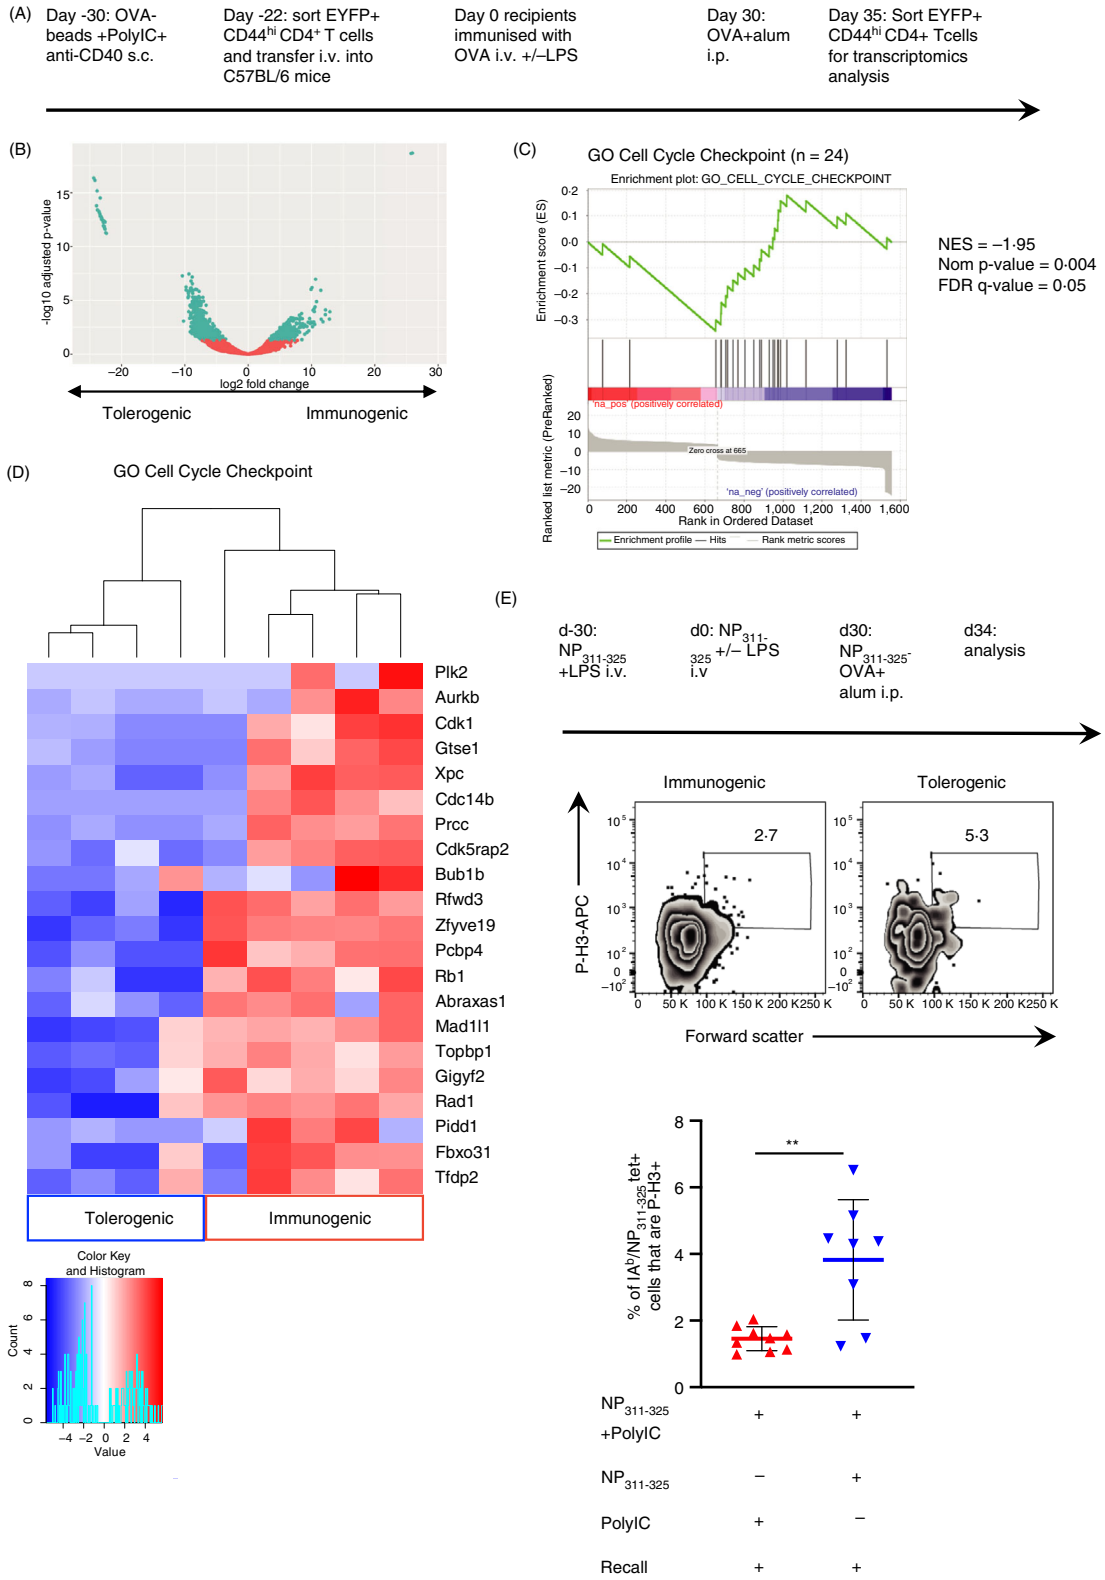 (A)
Day -30: OVA-
beads +PolyIC+
anti-CD40 s.c.
Day -22: sort EYFP+
CD44hi CD4+ T cells
and transfer i.v. into
C57BL/6 mice
Day 0 recipients
immunised with
OVA i.v. +/–LPS
Day 30:
OVA+alum
i.p.
Day 35: Sort EYFP+
CD44hi CD4+ Tcells
for transcriptomics
analysis
(B)
-log10 adjusted p-value
15
10
5
0
−20
−10
0
10
20
30
log2 fold change
Tolerogenic
Immunogenic
(C)
GO Cell Cycle Checkpoint (n = 24)
Enrichment plot: GO_CELL_CYCLE_CHECKPOINT
Enrichment score (ES)
0·2
0·1
0·0
−0·1
−0·2
−0·3
NES = −1·95
Nom p-value = 0·004
FDR q-value = 0·05
'na_pos' (positively correlated)
Ranked list metric (PreRanked)
20
10
0
−10
−20
Zero cross at 665
'na_neg' (positively correlated)
0 200 400 600 800 1,000 1,200 1,400 1,600
Rank in Ordered Dataset
Enrichment profile
Hits
Rank metric scores
(D)
GO Cell Cycle Checkpoint
Plk2
Aurkb
Cdk1
Gtse1
Xpc
Cdc14b
Prcc
Cdk5rap2
Bub1b
Rfwd3
Zfyve19
Pcbp4
Rb1
Abraxas1
Mad1l1
Topbp1
Gigyf2
Rad1
Pidd1
Fbxo31
Tfdp2
Tolerogenic
Immunogenic
Color Key
and Histogram
Count
0 2 4 6 8
−4 −2 0 2 4
Value
(E)
d-30:
NP311-325
+LPS i.v.
d0: NP311-
325 +/− LPS
i.v
d30:
NP311-325-
OVA+
alum i.p.
d34:
analysis
Immunogenic
Tolerogenic
P-H3-APC
10⁵
10⁴
10³
10²
0
−10²
2·7
0 50 K 100 K 150 K 200 K 250 K
10⁵
10⁴
10³
10²
0
−10²
5·3
0 50 K 100 K 150 K 200 K 250 K
Forward scatter
% of IAb/NP311-325 tet+
cells that are P-H3+
8
6
4
2
0
**
NP311-325
+PolyIC
+ +
NP311-325
− +
PolyIC
+ −
Recall
+ +